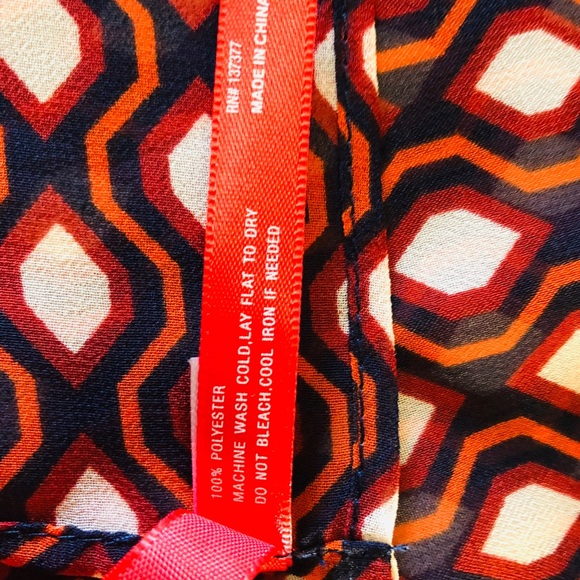 100% POLYESTER
MACHINE WASH COLD,LAY FLAT TO DRY
DO NOT BLEACH,COOL IRON IF NEEDED
RN# 137377
MADE IN CHINA